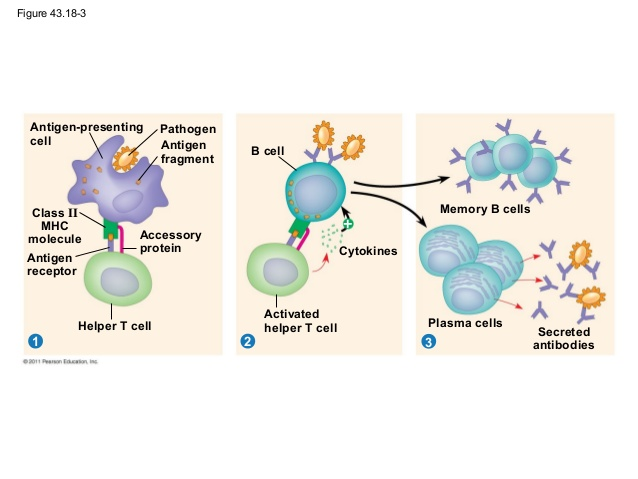 Figure 43.18-3
Antigen-presenting
cell
Pathogen
Antigen
fragment
Class II
MHC
molecule
Accessory
protein
Antigen
receptor
Helper T cell
1
B cell
+
Cytokines
Activated
helper T cell
2
Memory B cells
Plasma cells
Secreted
antibodies
3
© 2011 Pearson Education, Inc.